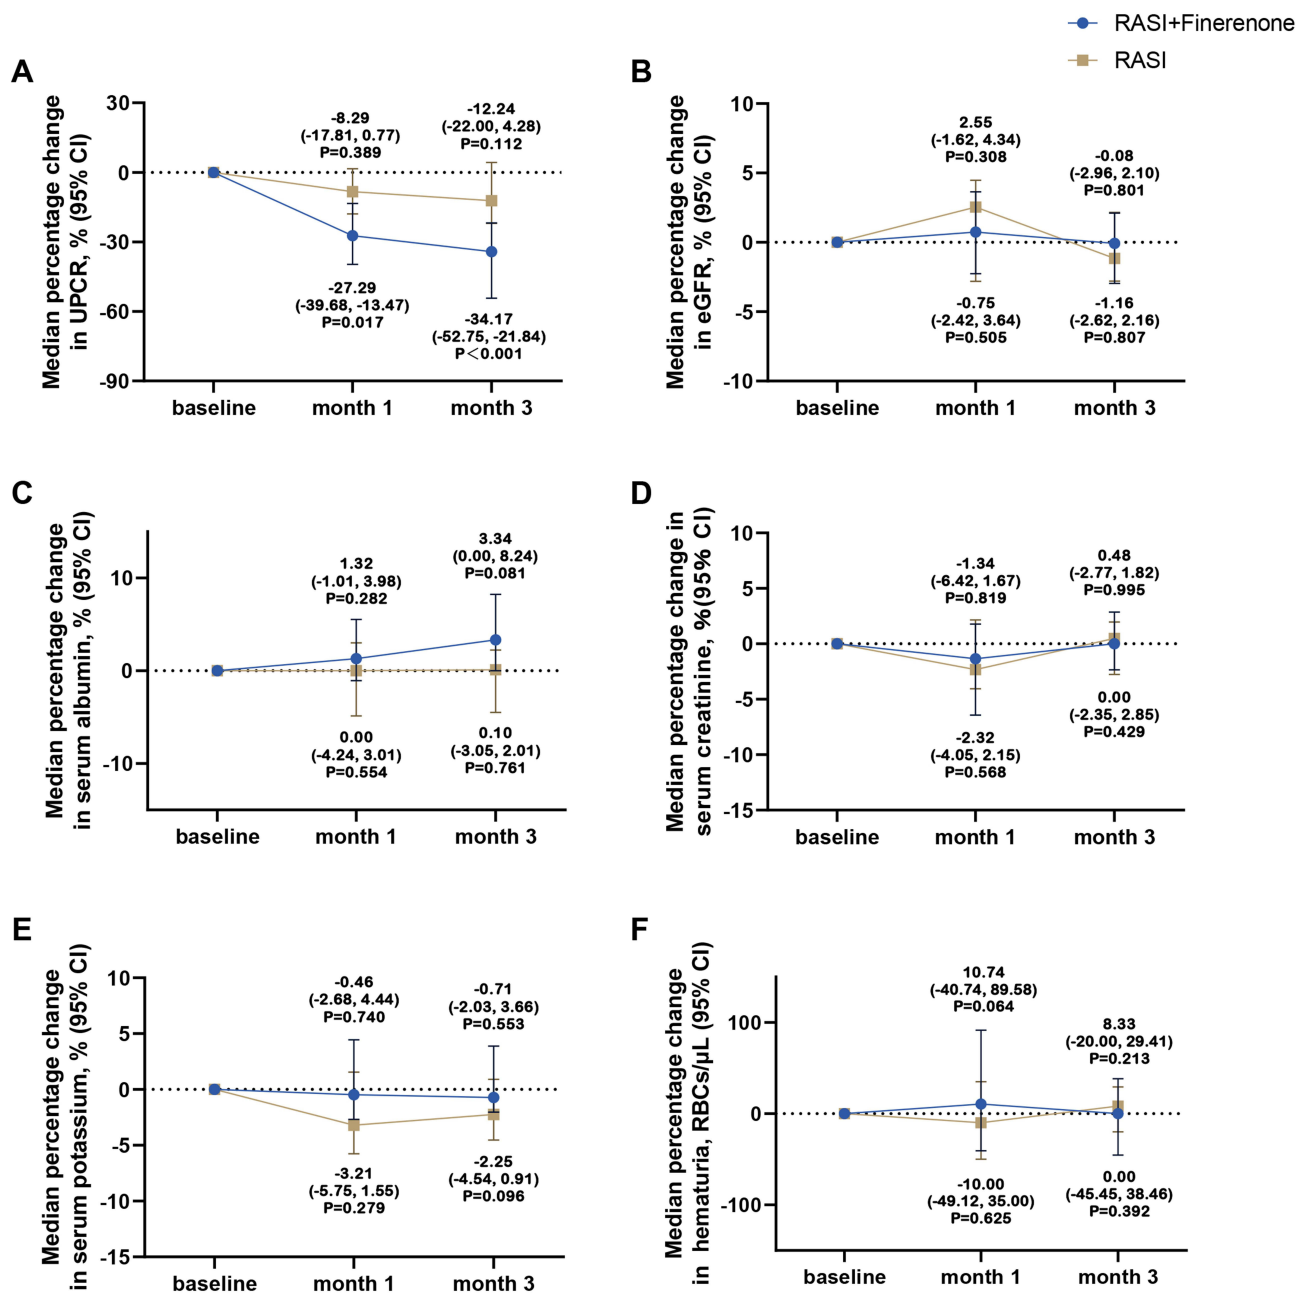 RASI+Finerenone
RASI
A
Median percentage change
in UPCR, % (95% CI)
30
0
-30
-60
-90
-8.29
(-17.81, 0.77)
P=0.389
-12.24
(-22.00, 4.28)
P=0.112
-27.29
(-39.68, -13.47)
P=0.017
-34.17
(-52.75, -21.84)
P<0.001
baseline
month 1
month 3
B
Median percentage change
in eGFR, % (95% CI)
10
5
0
-5
-10
2.55
(-1.62, 4.34)
P=0.308
-0.08
(-2.96, 2.10)
P=0.801
-0.75
(-2.42, 3.64)
P=0.505
-1.16
(-2.62, 2.16)
P=0.807
baseline
month 1
month 3
C
Median percentage change
in serum albumin, % (95% CI)
10
0
-10
1.32
(-1.01, 3.98)
P=0.282
3.34
(0.00, 8.24)
P=0.081
0.00
(-4.24, 3.01)
P=0.554
0.10
(-3.05, 2.01)
P=0.761
baseline
month 1
month 3
D
Median percentage change in
serum creatinine, %(95% CI)
10
5
0
-5
-10
-15
-1.34
(-6.42, 1.67)
P=0.819
0.48
(-2.77, 1.82)
P=0.995
-2.32
(-4.05, 2.15)
P=0.568
0.00
(-2.35, 2.85)
P=0.429
baseline
month 1
month 3
E
Median percentage change
in serum potassium, % (95% CI)
10
5
0
-5
-10
-15
-0.46
(-2.68, 4.44)
P=0.740
-0.71
(-2.03, 3.66)
P=0.553
-3.21
(-5.75, 1.55)
P=0.279
-2.25
(-4.54, 0.91)
P=0.096
baseline
month 1
month 3
F
Median percentage change
in hematuria, RBCs/μL (95% CI)
100
0
-100
10.74
(-40.74, 89.58)
P=0.064
8.33
(-20.00, 29.41)
P=0.213
-10.00
(-49.12, 35.00)
P=0.625
0.00
(-45.45, 38.46)
P=0.392
baseline
month 1
month 3